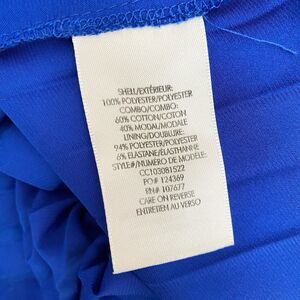 SHELL/EXTÉRIEUR:
100% POLYESTER/POLYESTER
COMBO/COMBO:
60% COTTON/COTON
40% MODAL/MODALE
LINING/DOUBLURE:
94% POLYESTER/POLYESTER
6% ELASTANE/ÉLASTHANNE
STYLE#/NUMÉRO DE MODÈLE:
CC103081522
PO# 124369
RN# 107677
CARE ON REVERSE
ENTRETIEN AU VERSO